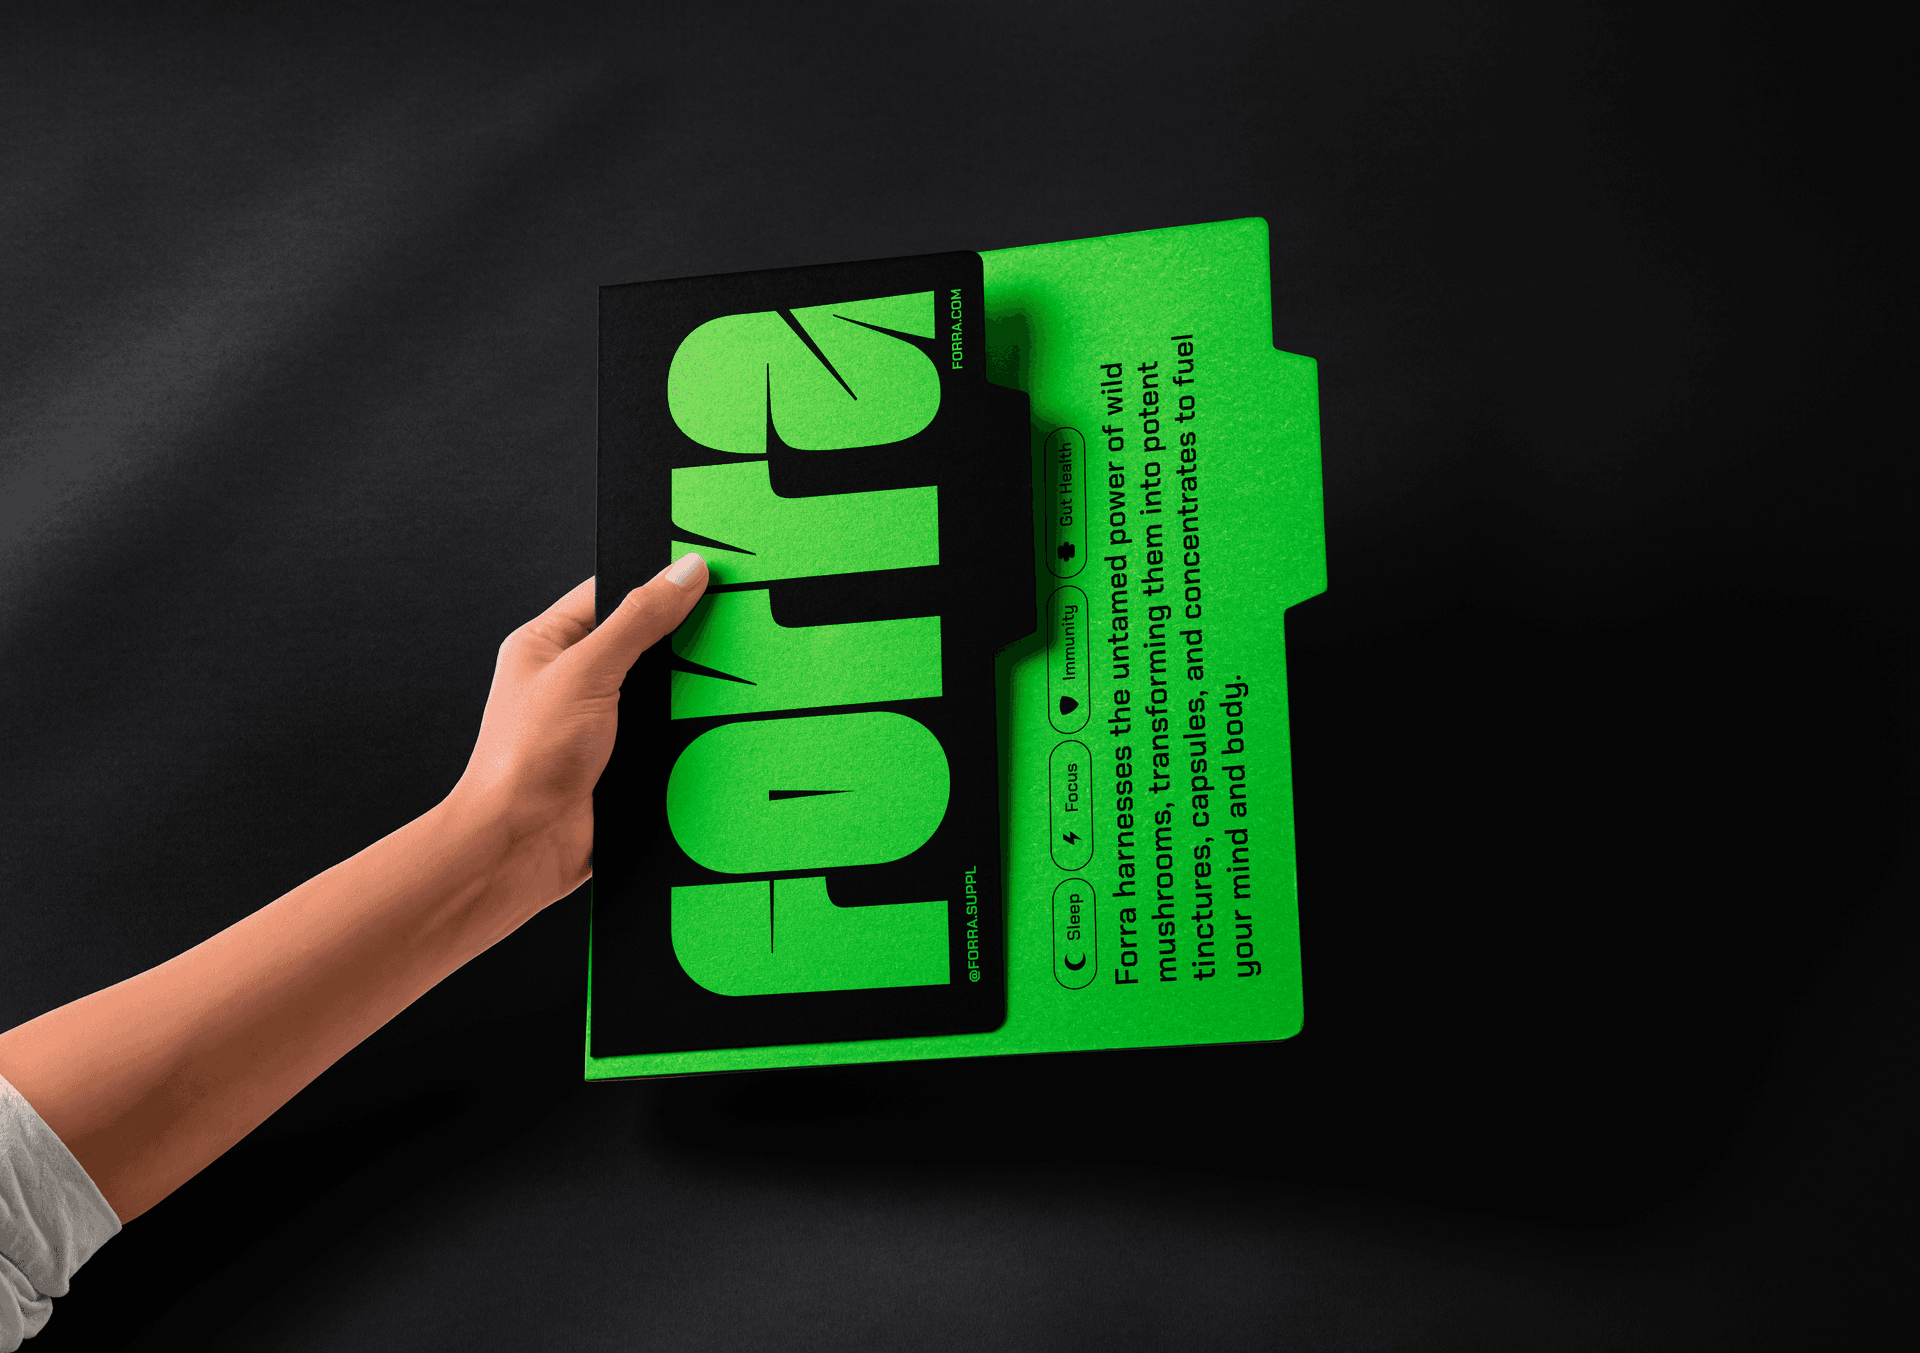 forra
@FORRA.SUPPL
FORRA.COM
Sleep
Focus
Immunity
Gut Health
Forra harnesses the untamed power of wild
mushrooms, transforming them into potent
tinctures, capsules, and concentrates to fuel
your mind and body.